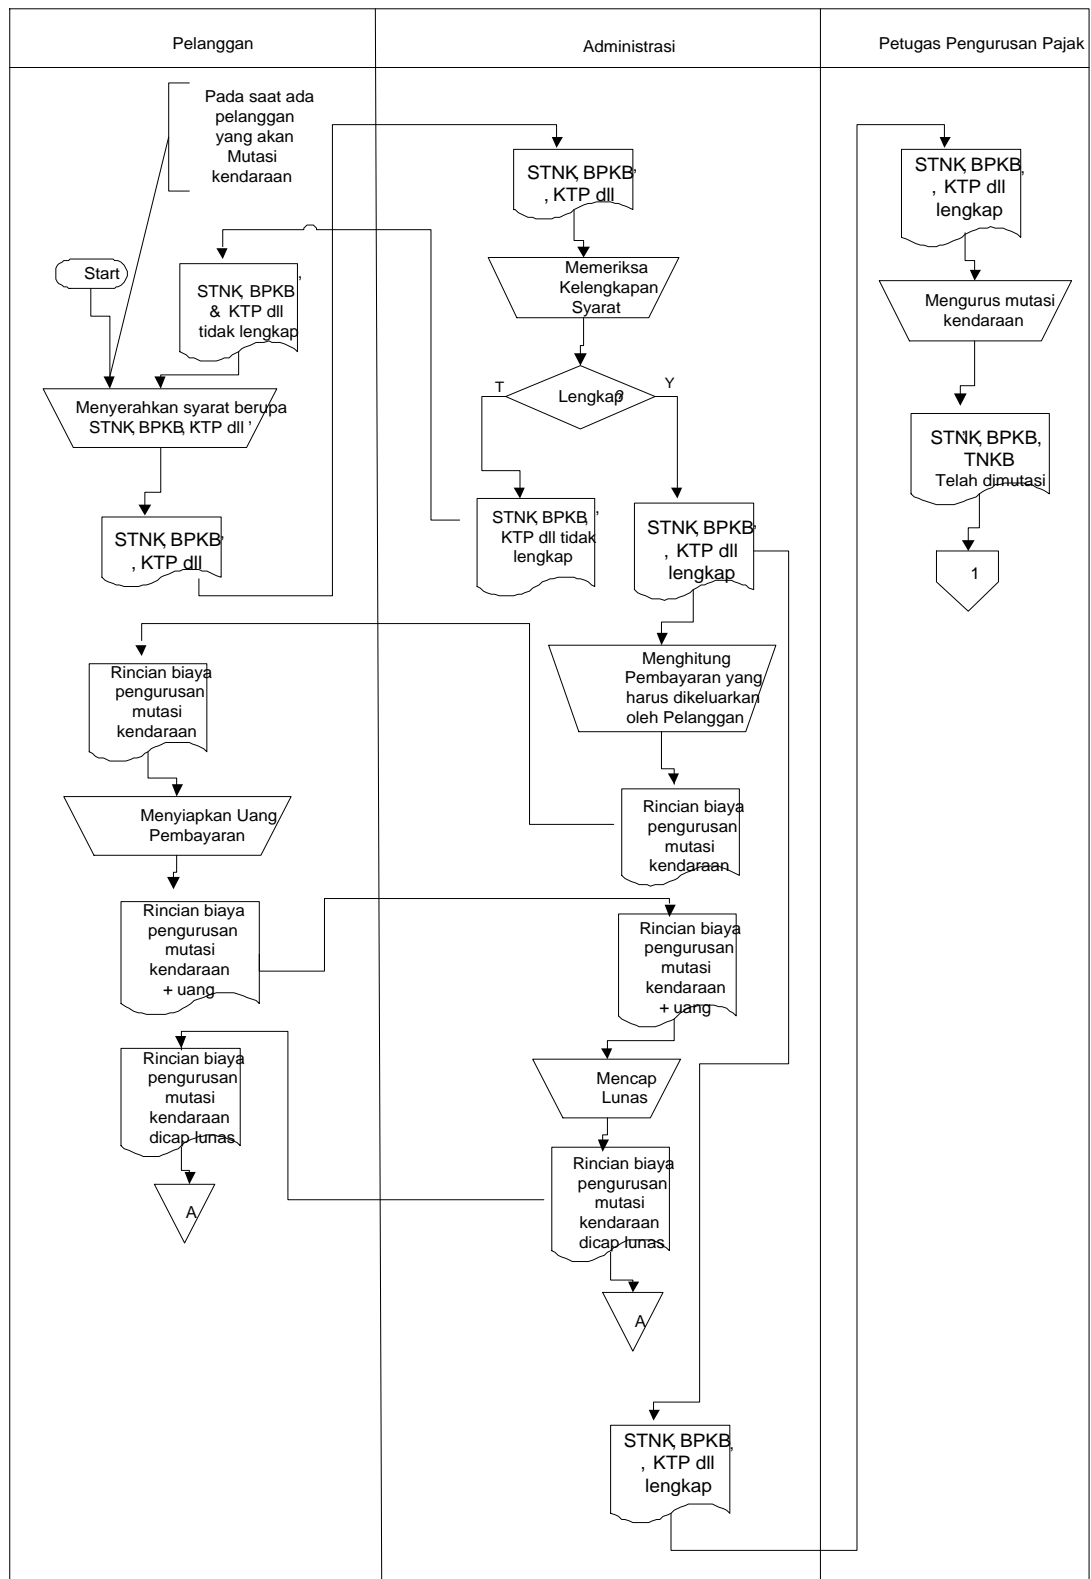 Pelanggan
Administrasi
Petugas Pengurusan Pajak
Pada saat ada
pelanggan
yang akan
Mutasi
kendaraan
Start
STNK, BPKB,
& KTP dll
tidak lengkap
Menyerahkan syarat berupa
STNK, BPKB, KTP dll
STNK, BPKB,
, KTP dll
Rincian biaya
pengurusan
mutasi
kendaraan
Menyiapkan Uang
Pembayaran
Rincian biaya
pengurusan
mutasi
kendaraan
+ uang
Rincian biaya
pengurusan
mutasi
kendaraan
dicap lunas
A
STNK, BPKB,
, KTP dll
Memeriksa
Kelengkapan
Syarat
T
Lengkap?
Y
STNK, BPKB,
KTP dll tidak
lengkap
STNK, BPKB,
, KTP dll
lengkap
Menghitung
Pembayaran yang
harus dikeluarkan
oleh Pelanggan
Rincian biaya
pengurusan
mutasi
kendaraan
Rincian biaya
pengurusan
mutasi
kendaraan
+ uang
Mencap
Lunas
Rincian biaya
pengurusan
mutasi
kendaraan
dicap lunas
A
STNK, BPKB,
, KTP dll
lengkap
STNK, BPKB,
, KTP dll
lengkap
Mengurus mutasi
kendaraan
STNK, BPKB,
TNKB
Telah dimutasi
1